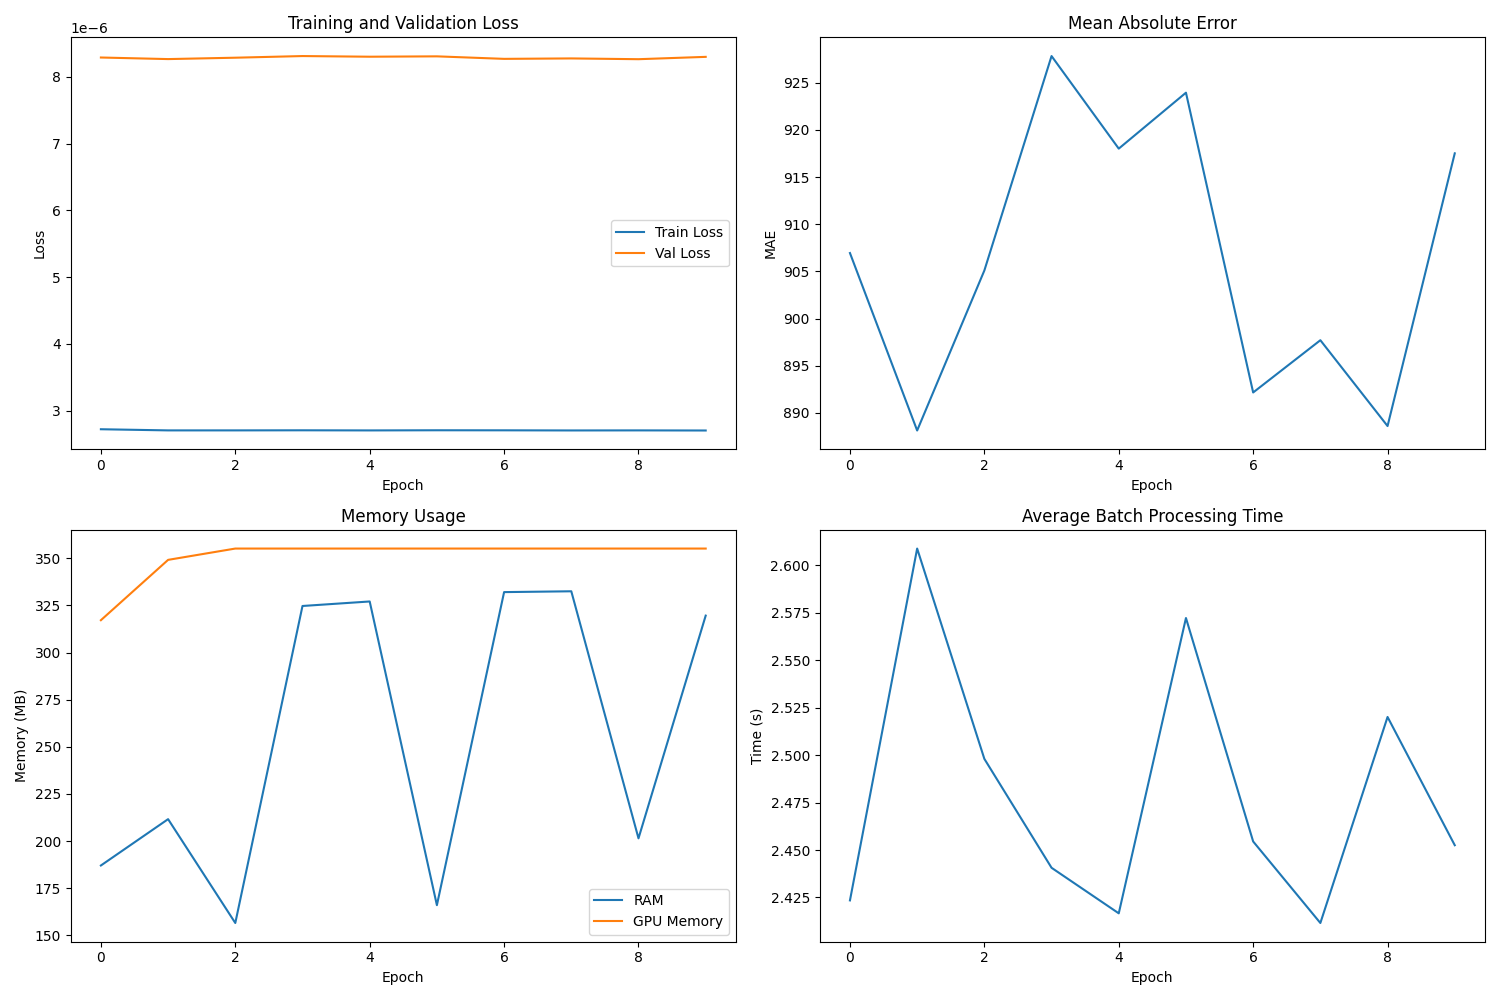 Training and Validation Loss
1e−6
8
7
6
5
4
3
Loss
Train Loss
Val Loss
0 2 4 6 8
Epoch
Mean Absolute Error
925
920
915
910
905
900
895
890
MAE
0 2 4 6 8
Epoch
Memory Usage
350
325
300
275
250
225
200
175
150
Memory (MB)
RAM
GPU Memory
0 2 4 6 8
Epoch
Average Batch Processing Time
2.600
2.575
2.550
2.525
2.500
2.475
2.450
2.425
Time (s)
0 2 4 6 8
Epoch